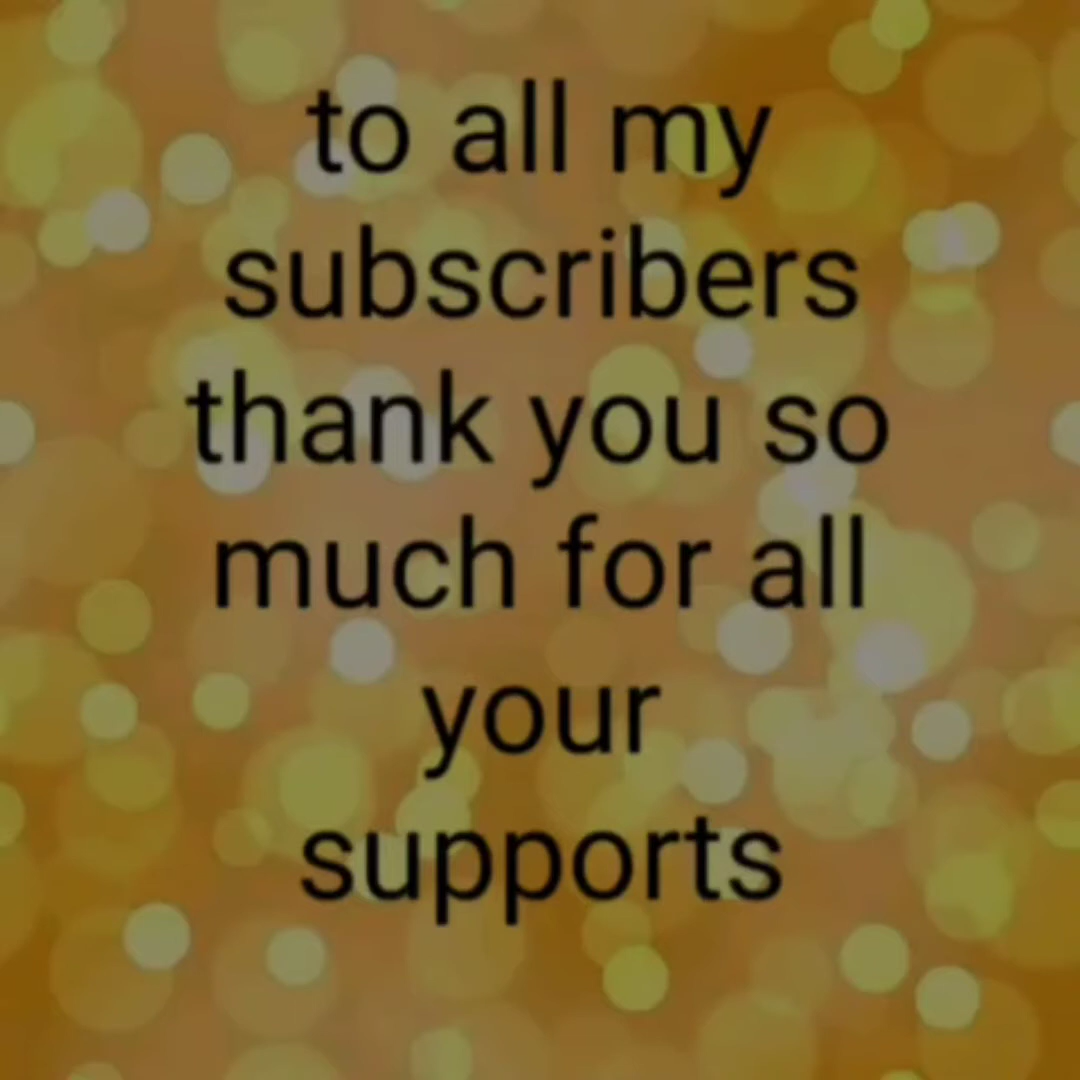 to all my
subscribers
thank you so
much for all
your
supports